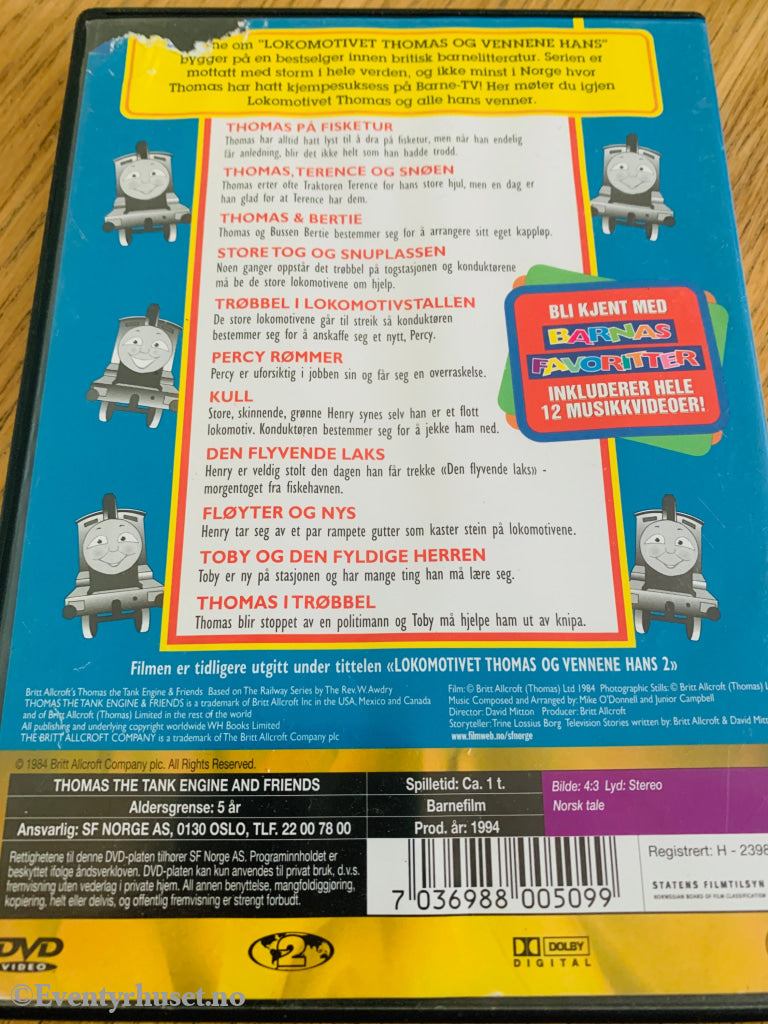 ne om "LOKOMOTIVET THOMAS OG VENNENE HANS"
bygger på en bestselger innen britisk barnelitteratur. Serien er
mottatt med storm i hele verden, og ikke minst i Norge hvor
Thomas har hatt kjempesuksess på Barne-TV! Her møter du igjen
Lokomotivet Thomas og alle hans venner.
THOMAS PÅ FISKETUR
Thomas har alltid hatt lyst til å dra på fisketur, men når han endelig
får anledning, blir det ikke helt som han hadde trodd.
THOMAS, TERENCE OG SNØEN
Thomas erter ofte Traktoren Terence for hans store hjul, men en dag er
han glad for at Terence har dem.
THOMAS & BERTIE
Thomas og Bussen Bertie bestemmer seg for å arrangere sitt eget kappløp.
STORE TOG OG SNUPLASSEN
Noen ganger oppstår det trøbbel på togstasjonen og konduktørene
må be de store lokomotivene om hjelp.
TRØBBEL I LOKOMOTIVSTALLEN
De store lokomotivene går til streik så konduktøren
bestemmer seg for å anskaffe seg et nytt, Percy.
PERCY RØMMER
Percy er uforsiktig i jobben sin og får seg en overraskelse.
KULL
Store, skinnende, grønne Henry synes selv han er et flott
lokomotiv. Konduktøren bestemmer seg for å jekke ham ned.
DEN FLYVENDE LAKS
Henry er veldig stolt den dagen han får trekke «Den flyvende laks» -
morgentoget fra fiskehavnen.
FLØYTER OG NYS
Henry tar seg av et par rampete gutter som kaster stein på lokomotivene.
TOBY OG DEN FYLDIGE HERREN
Toby er ny på stasjonen og har mange ting han må lære seg.
THOMAS I TRØBBEL
Thomas blir stoppet av en politimann og Toby må hjelpe ham ut av knipa.
BLI KJENT MED
BARNAS
FAVORITTER
INKLUDERER HELE
12 MUSIKKVIDEOER!
Filmen er tidligere utgitt under tittelen «LOKOMOTIVET THOMAS OG VENNENE HANS 2»
Britt Allcroft's Thomas the Tank Engine & Friends Based on The Railway Series by The Rev. W. Awdry
THOMAS THE TANK ENGINE & FRIENDS is a trademark of Britt Allcroft Inc in the USA, Mexico and Canada
and of Britt Allcroft (Thomas) Limited in the rest of the world
All publishing and underlying copyright worldwide WH Books Limited
THE BRITT ALLCROFT COMPANY is a trademark of The Britt Allcroft Company plc
Film: © Britt Allcroft (Thomas) Ltd 1984 Photographic Stills: © Britt Allcroft (Thomas) L
Music Composed and Arranged by: Mike O'Donnell and Junior Campbell
Director: David Mitton Producer: Britt Allcroft
Storyteller: Trine Lossius Borg Television Stories written by: Britt Allcroft & David Mitt
www.filmweb.no/sfnorge
© 1984 Britt Allcroft Company plc. All Rights Reserved.
THOMAS THE TANK ENGINE AND FRIENDS
Aldersgrense: 5 år
Ansvarlig: SF NORGE AS, 0130 OSLO, TLF. 22 00 78 00
Spilletid: Ca. 1 t.
Barnefilm
Prod. år: 1994
Bilde: 4:3 Lyd: Stereo
Norsk tale
Rettighetene til denne DVD-platen tilhører SF Norge AS. Programinnholdet er
beskyttet ifølge åndsverkloven. DVD-platen kan kun anvendes til privat bruk, d.v.s.
fremvisning uten vederlag i private hjem. All annen benyttelse, mangfoldiggjøring,
kopiering, helt eller delvis, og offentlig fremvisning er strengt forbudt.
7 036988 005099
Registrert: H - 2398
STATENS FILMTILSYN
NORWEGIAN BOARD OF FILM CLASSIFICATION
DVD
VIDEO
2
DOLBY
DIGITAL
©Eventyrhuset.no